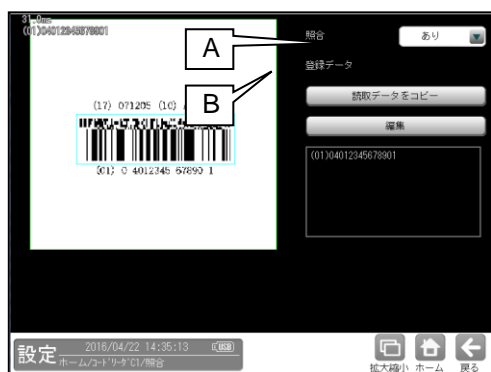 31.0ms
(01)04012345678901
(17) 071205 (10)
(01) 0 4012345 67890 1
A
B
照合
あり
登録データ
読取データをコピー
編集
(01)04012345678901
設定
2016/04/22 14:35:13
USB
ホーム/コードリーダC1/照合
拡大縮小
ホーム
戻る